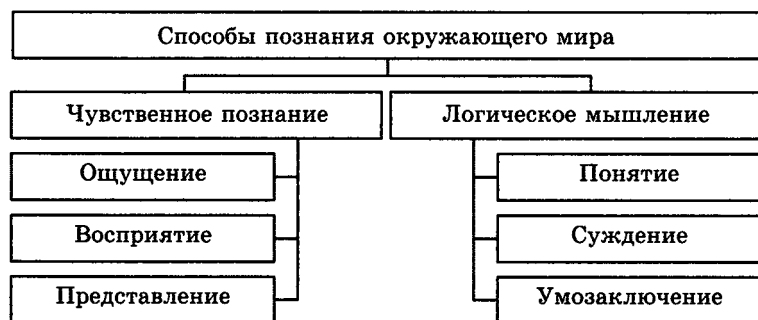 Способы познания окружающего мира
Чувственное познание
Логическое мышление
Ощущение
Понятие
Восприятие
Суждение
Представление
Умозаключение